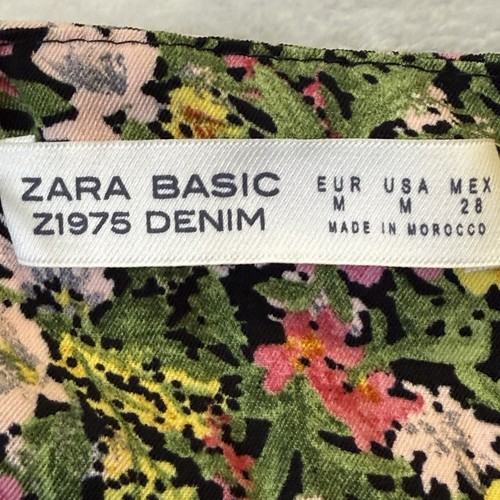 ZARA BASIC
Z1975 DENIM
EUR USA MEX
M M 28
MADE IN MOROCCO